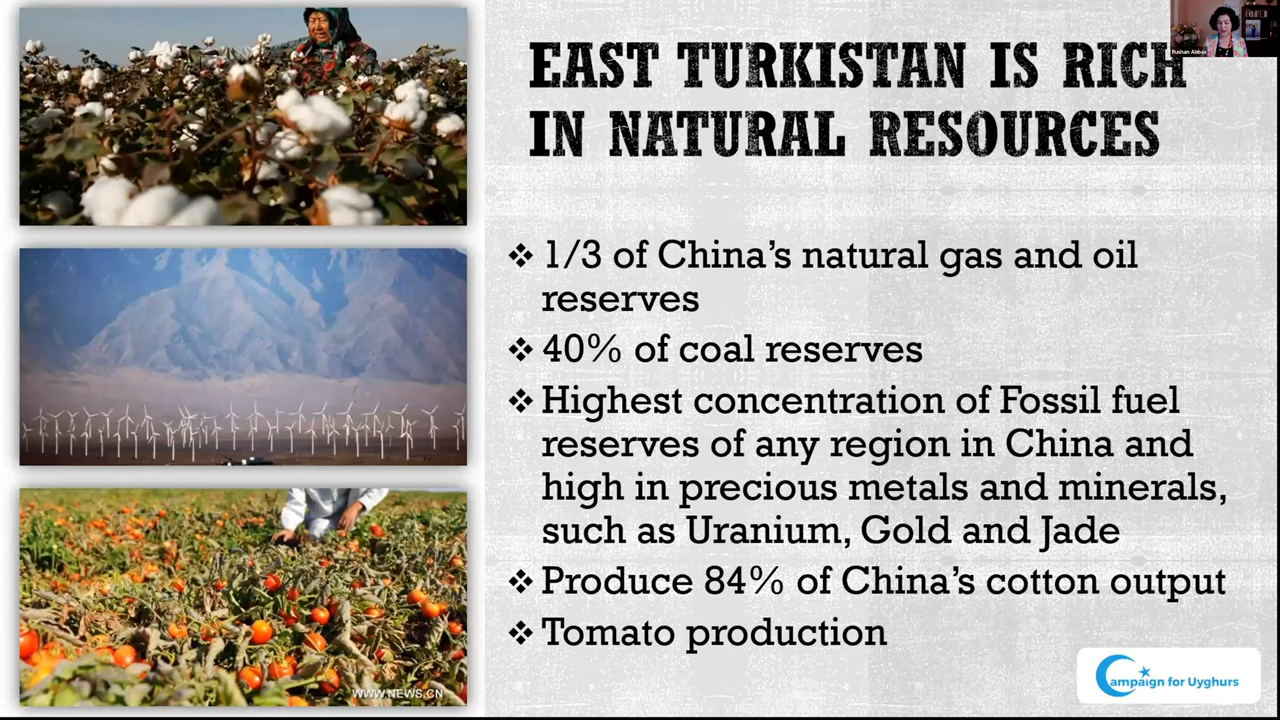 EAST TURKISTAN IS RICH
IN NATURAL RESOURCES
Rushan Abbas
❖ 1/3 of China's natural gas and oil
reserves
❖ 40% of coal reserves
❖ Highest concentration of Fossil fuel
reserves of any region in China and
high in precious metals and minerals,
such as Uranium, Gold and Jade
❖ Produce 84% of China's cotton output
❖ Tomato production
WWW.NEWS.CN
Campaign for Uyghurs